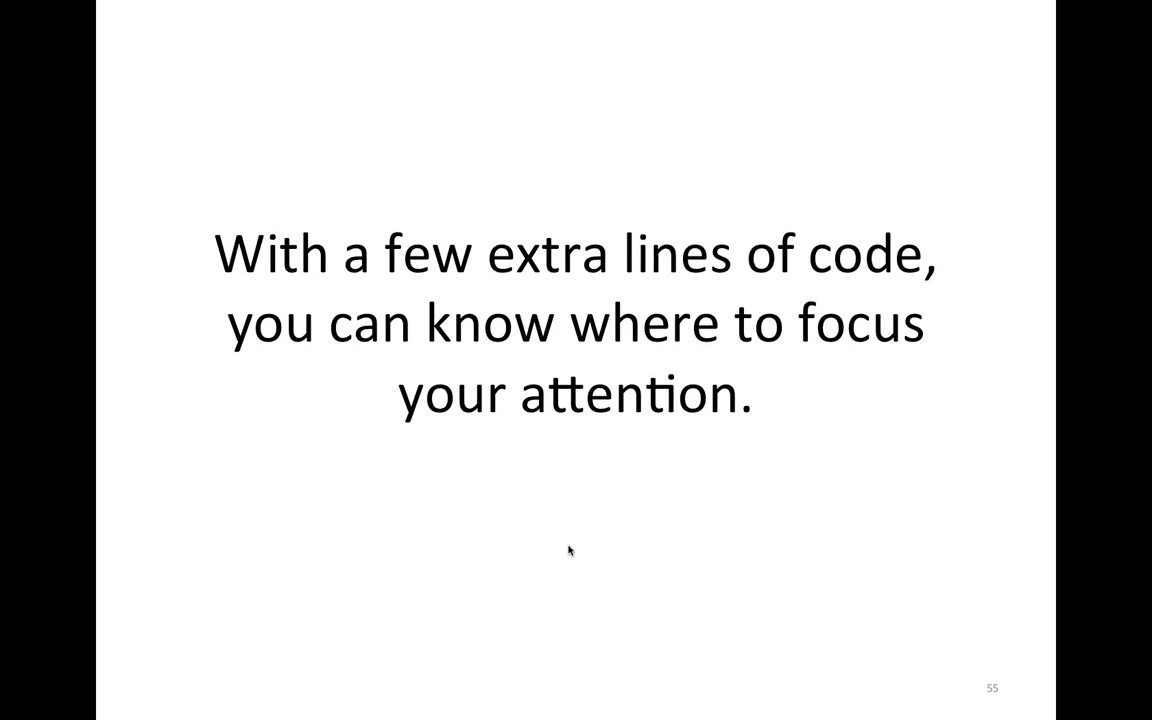 With a few extra lines of code,
you can know where to focus
your attention.
55